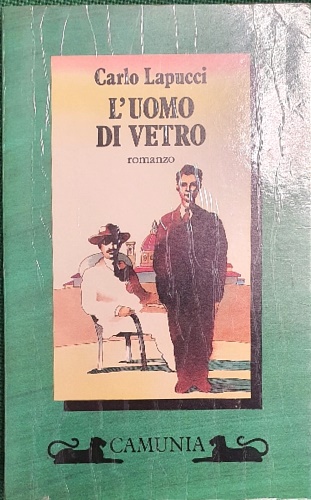 Carlo Lapucci
L'UOMO
DI VETRO
romanzo
CAMUNIA